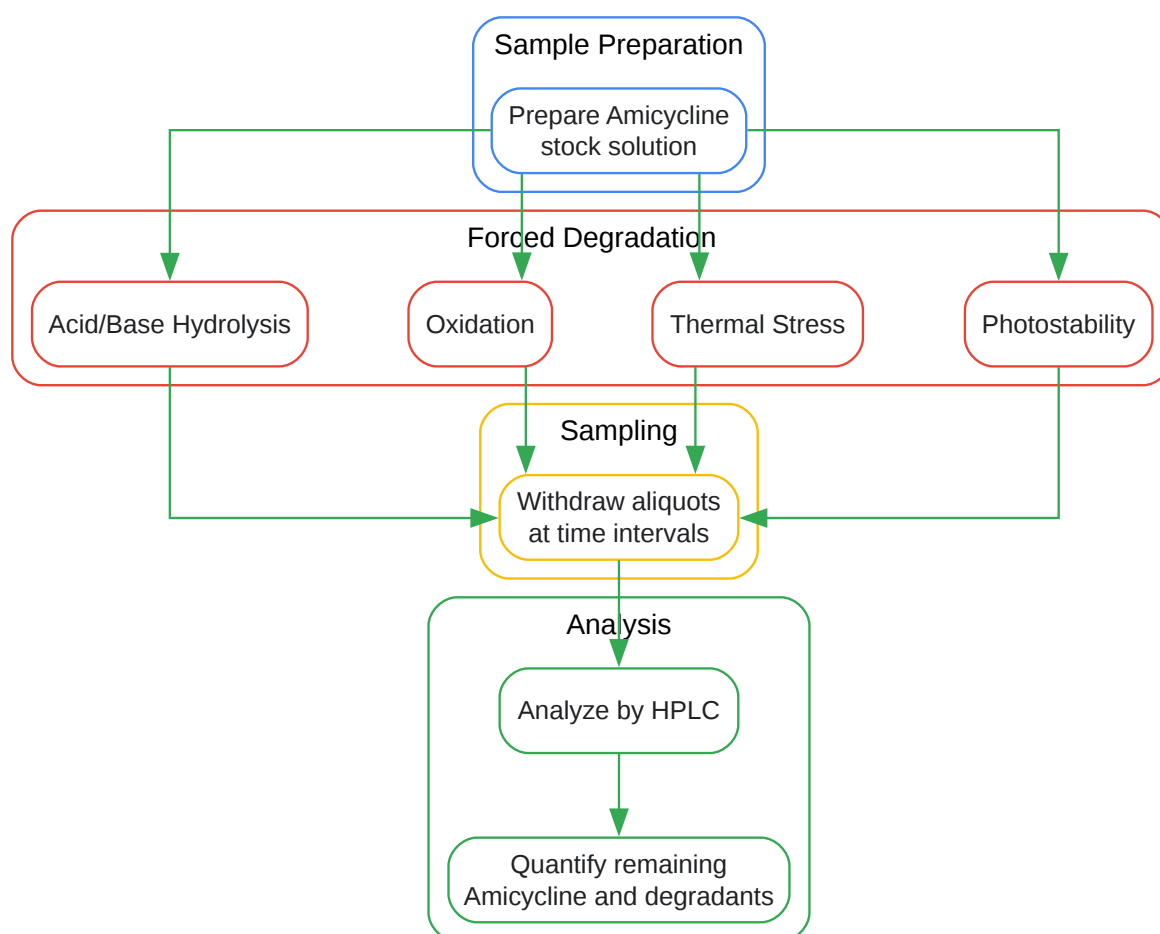 Sample Preparation
Prepare Amicycline
stock solution
Forced Degradation
Acid/Base Hydrolysis
Oxidation
Thermal Stress
Photostability
Sampling
Withdraw aliquots
at time intervals
Analysis
Analyze by HPLC
Quantify remaining
Amicycline and degradants